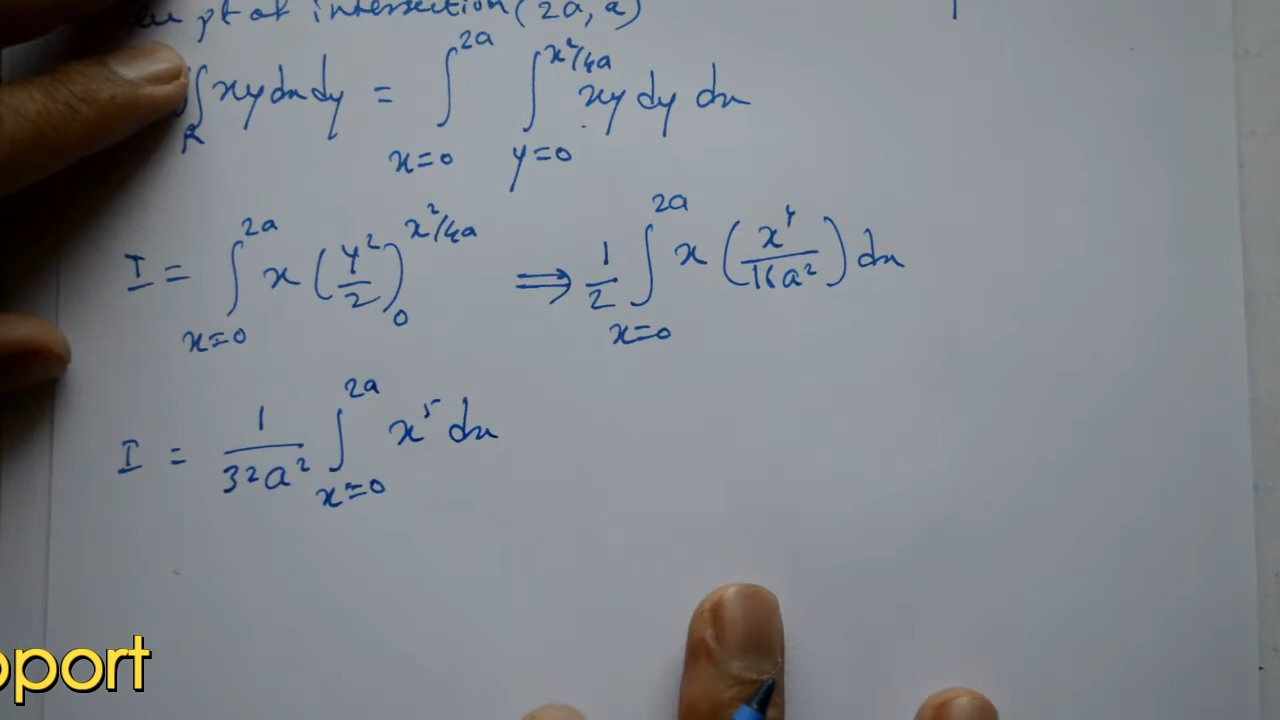 pt of intersection (2a, a)
∬_R xy dx dy = ∫_{x=0}^{2a} ∫_{y=0}^{x²/4a} xy dy dx
I = ∫_{x=0}^{2a} x (y²/2)_0^{x²/4a} ⟹ 1/2 ∫_{x=0}^{2a} x (x⁴/16a²) dx
I = 1/32a² ∫_{x=0}^{2a} x⁵ dx
pport